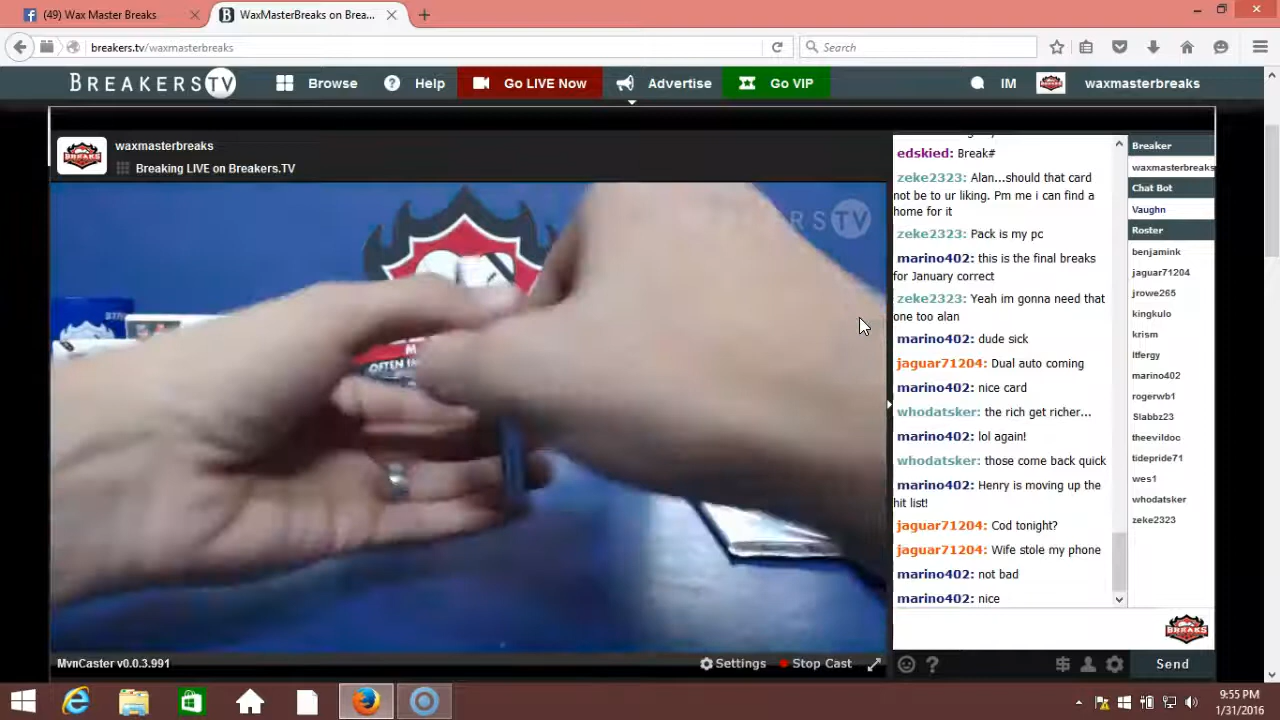 (49) Wax Master Breaks
WaxMasterBreaks on Brea...
breakers.tv/waxmasterbreaks
Search
BREAKERSTV
Browse
Help
Go LIVE Now
Advertise
Go VIP
IM
waxmasterbreaks
waxmasterbreaks
Breaking LIVE on Breakers.TV
TV
OFTEN
edskied: Break#
zeke2323: Alan...should that card
not be to ur liking. Pm me i can find a
home for it
zeke2323: Pack is my pc
marino402: this is the final breaks
for January correct
zeke2323: Yeah im gonna need that
one too alan
marino402: dude sick
jaguar71204: Dual auto coming
marino402: nice card
whodatsker: the rich get richer...
marino402: lol again!
whodatsker: those come back quick
marino402: Henry is moving up the
hit list!
jaguar71204: Cod tonight?
jaguar71204: Wife stole my phone
marino402: not bad
marino402: nice
Breaker
waxmasterbreaks
Chat Bot
Vaughn
Roster
benjamink
jaguar71204
jrowe265
kingkulo
krism
ltfergy
marino402
rogerwb1
Slabbz23
theevildoc
tidepride71
wes1
whodatsker
zeke2323
BREAKS
MvnCaster v0.0.3.991
Settings
Stop Cast
Send
9:55 PM
1/31/2016